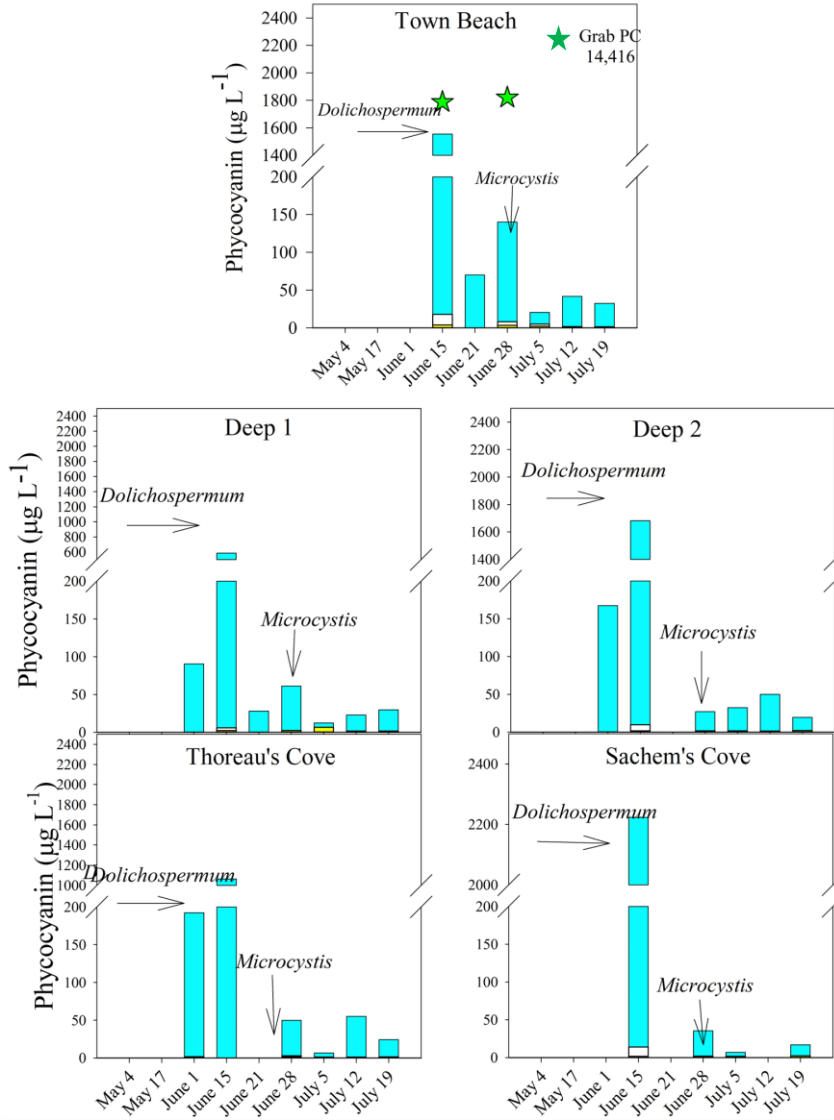 Town Beach
Phycocyanin (µg L-1)
2400
2200
2000
1800
1600
1400
200
150
100
50
0
Grab PC
14,416
Dolichospermum
Microcystis
May 4
May 17
June 1
June 15
June 21
June 28
July 5
July 12
July 19
Deep 1
Phycocyanin (µg L-1)
2400
2200
2000
1800
1600
1400
1200
1000
800
600
200
150
100
50
0
Dolichospermum
Microcystis
Deep 2
2400
2200
2000
1800
1600
1400
200
150
100
50
0
Dolichospermum
Microcystis
Thoreau's Cove
Phycocyanin (µg L-1)
2400
2200
2000
1800
1600
1400
1200
1000
200
150
100
50
0
Dolichospermum
Microcystis
May 4
May 17
June 1
June 15
June 21
June 28
July 5
July 12
July 19
Sachem's Cove
2400
2200
2000
200
150
100
50
0
Dolichospermum
Microcystis
May 4
May 17
June 1
June 15
June 21
June 28
July 5
July 12
July 19